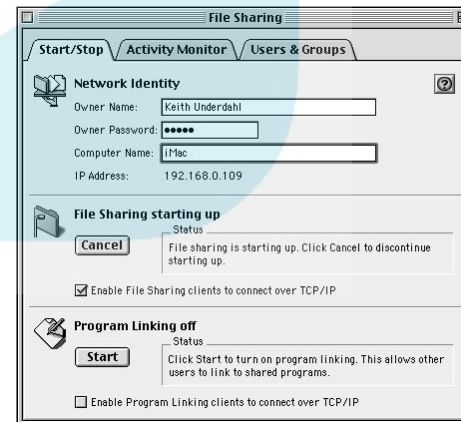 File Sharing
Start/Stop
Activity Monitor
Users & Groups
Network Identity
Owner Name: Keith Underdahl
Owner Password: •••••
Computer Name: iMac
IP Address: 192.168.0.109
File Sharing starting up
Cancel
Status
File sharing is starting up. Click Cancel to discontinue
starting up.
Enable File Sharing clients to connect over TCP/IP
Program Linking off
Start
Status
Click Start to turn on program linking. This allows other
users to link to shared programs.
Enable Program Linking clients to connect over TCP/IP